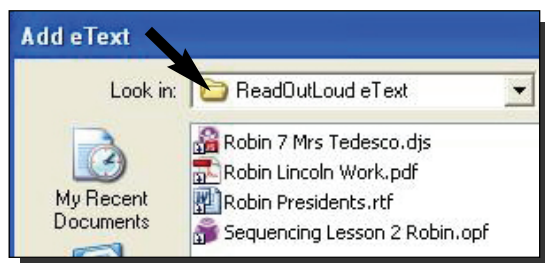 Add eText
Look in: ReadOutLoud eText
Robin 7 Mrs Tedesco.djs
Robin Lincoln Work.pdf
Robin Presidents.rtf
Sequencing Lesson 2 Robin.opf
My Recent
Documents